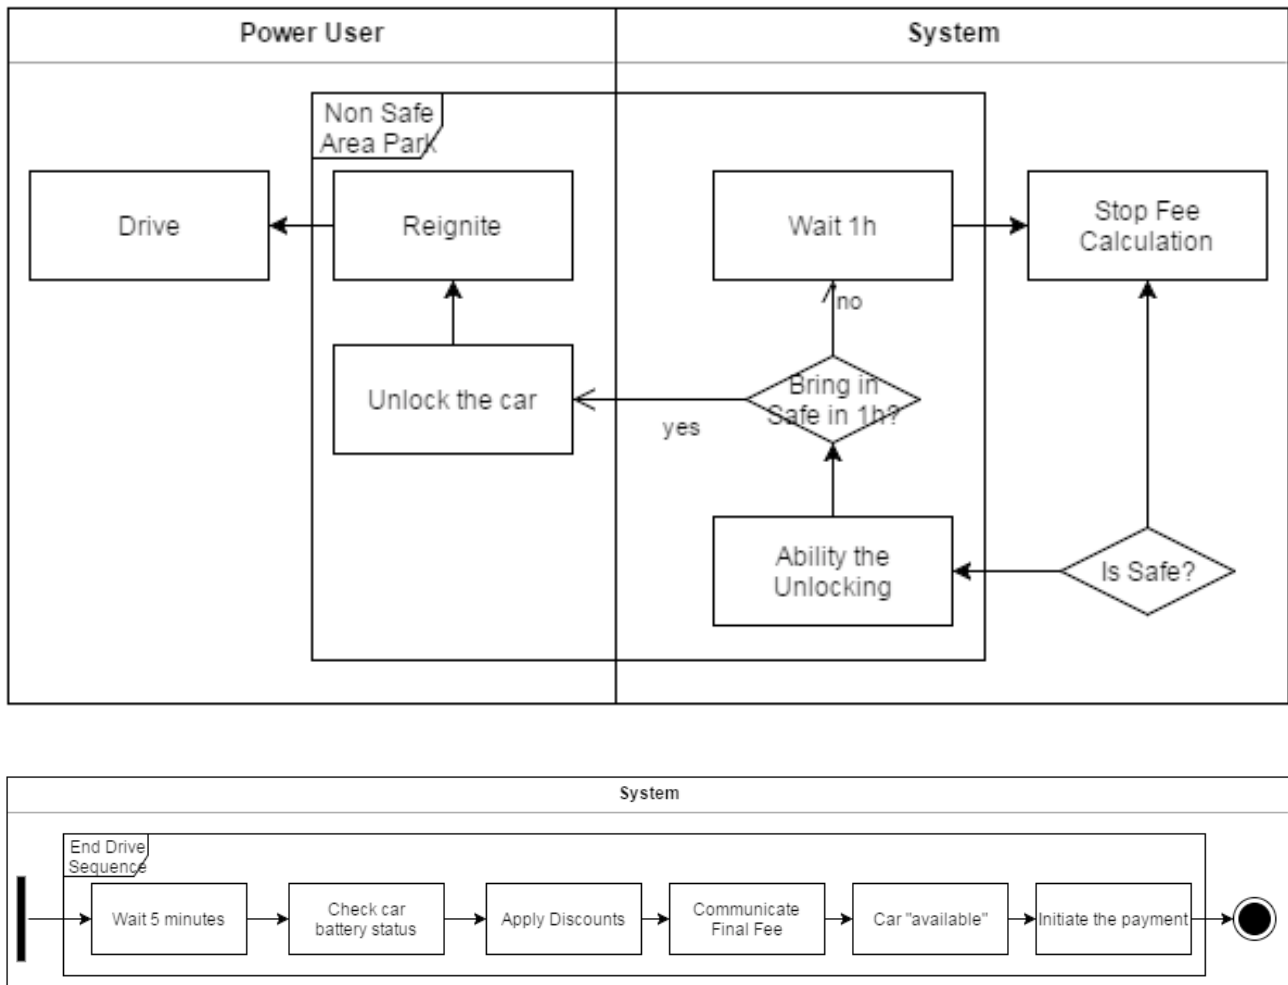 Power User
System
Non Safe
Area Park
Drive
Reignite
Wait 1h
Stop Fee
Calculation
no
Unlock the car
Bring in
Safe in 1h?
yes
Ability the
Unlocking
Is Safe?
System
End Drive
Sequence
Wait 5 minutes
Check car
battery status
Apply Discounts
Communicate
Final Fee
Car "available"
Initiate the payment